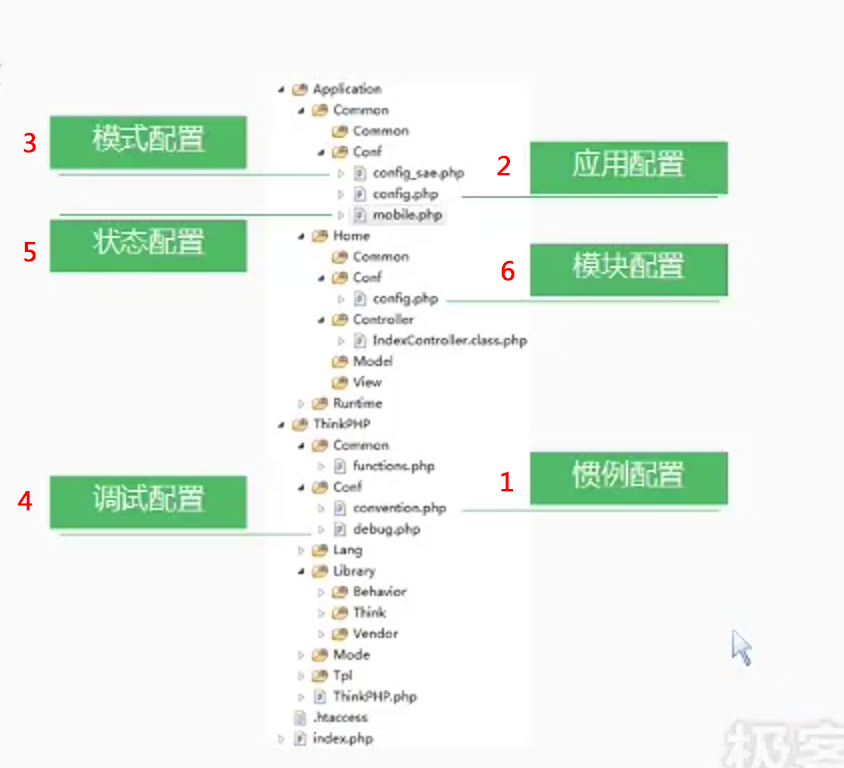 Application
Common
3 模式配置
Common
Conf
2 应用配置
config_sae.php
config.php
mobile.php
5 状态配置
Home
Common
6 模块配置
Conf
config.php
Controller
IndexController.class.php
Model
View
Runtime
ThinkPHP
Common
functions.php
1 惯例配置
4 调试配置
Conf
convention.php
debug.php
Lang
Library
Behavior
Think
Vendor
Mode
Tpl
ThinkPHP.php
.htaccess
index.php
极客